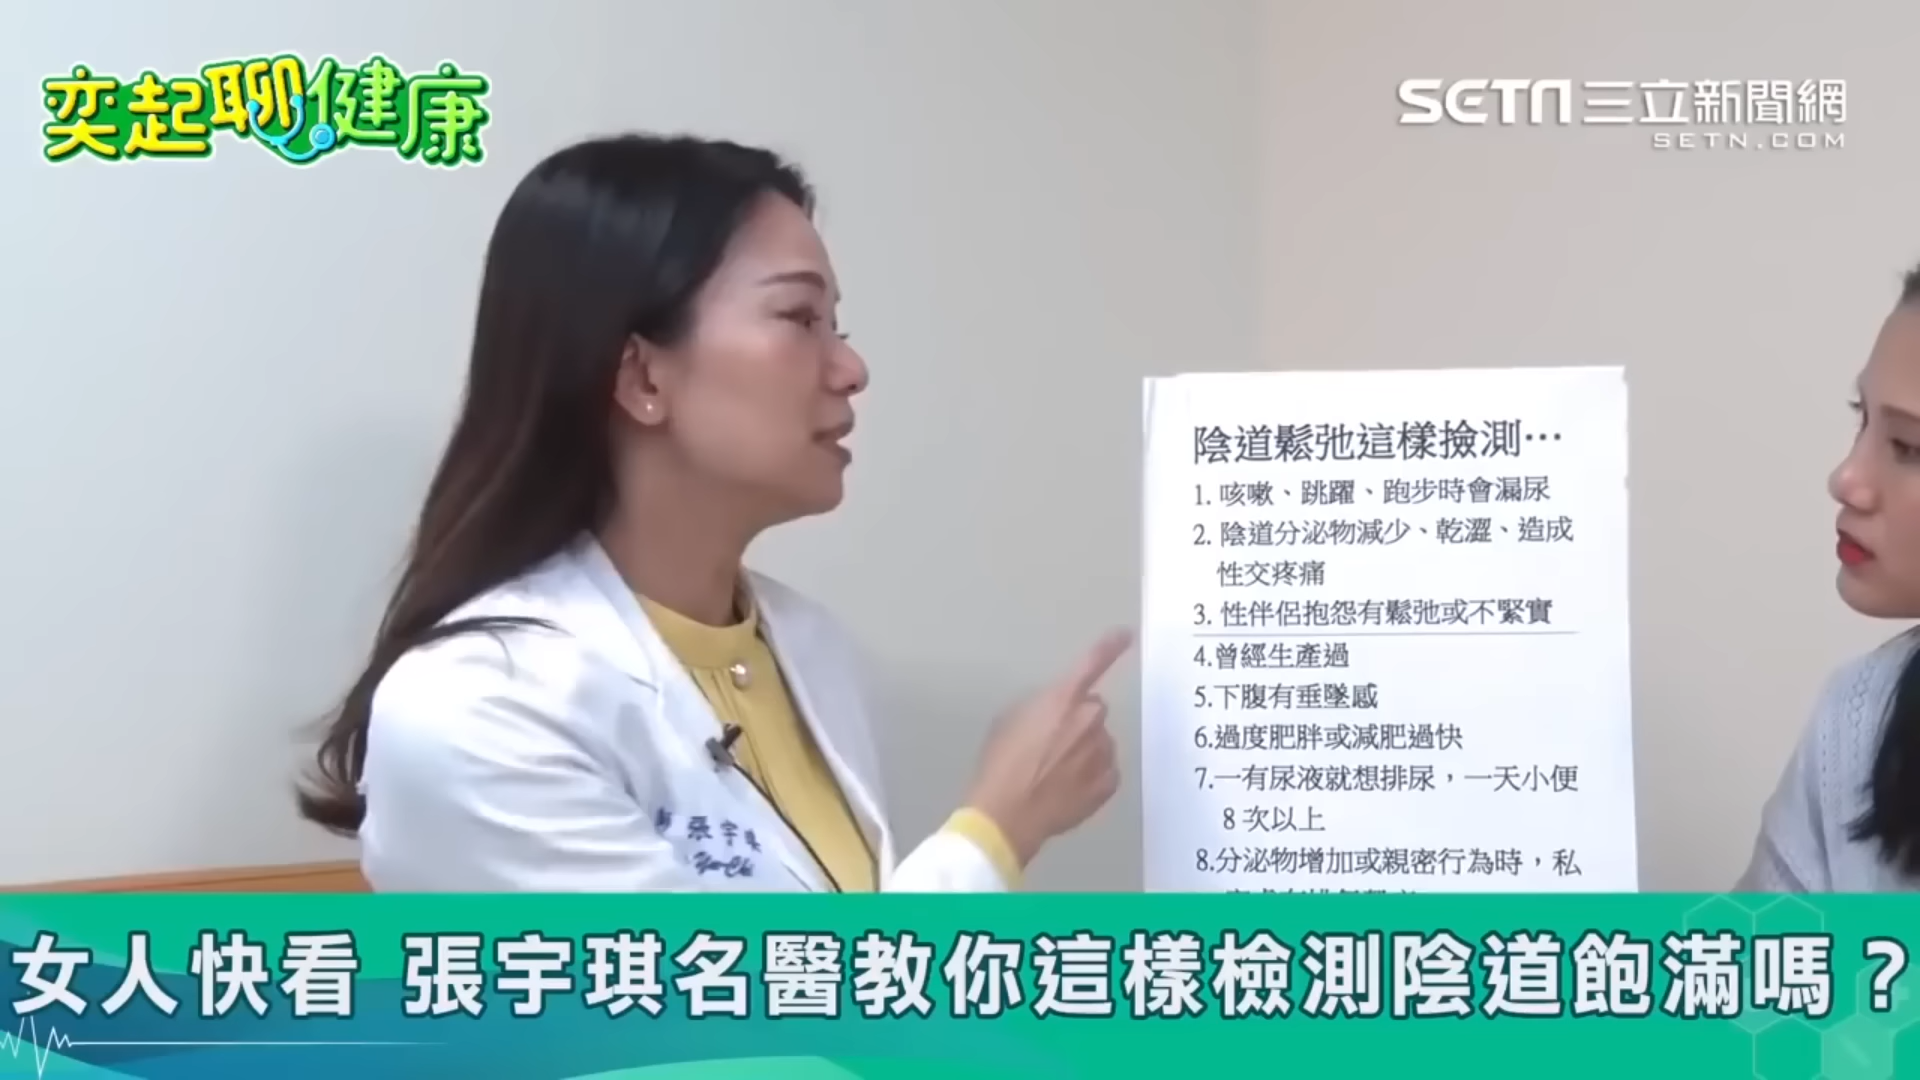 奕起聊健康
SETN三立新聞網
SETN.COM
陰道鬆弛這樣撿測…
1. 咳嗽、跳躍、跑步時會漏尿
2. 陰道分泌物減少、乾澀、造成
性交疼痛
3. 性伴侶抱怨有鬆弛或不緊實
4.曾經生產過
5.下腹有垂墜感
6.過度肥胖或減肥過快
7.一有尿液就想排尿，一天小便
8 次以上
8.分泌物增加或親密行為時，私
張宇琪
Yu-Chi
女人快看 張宇琪名醫教你這樣檢測陰道飽滿嗎？